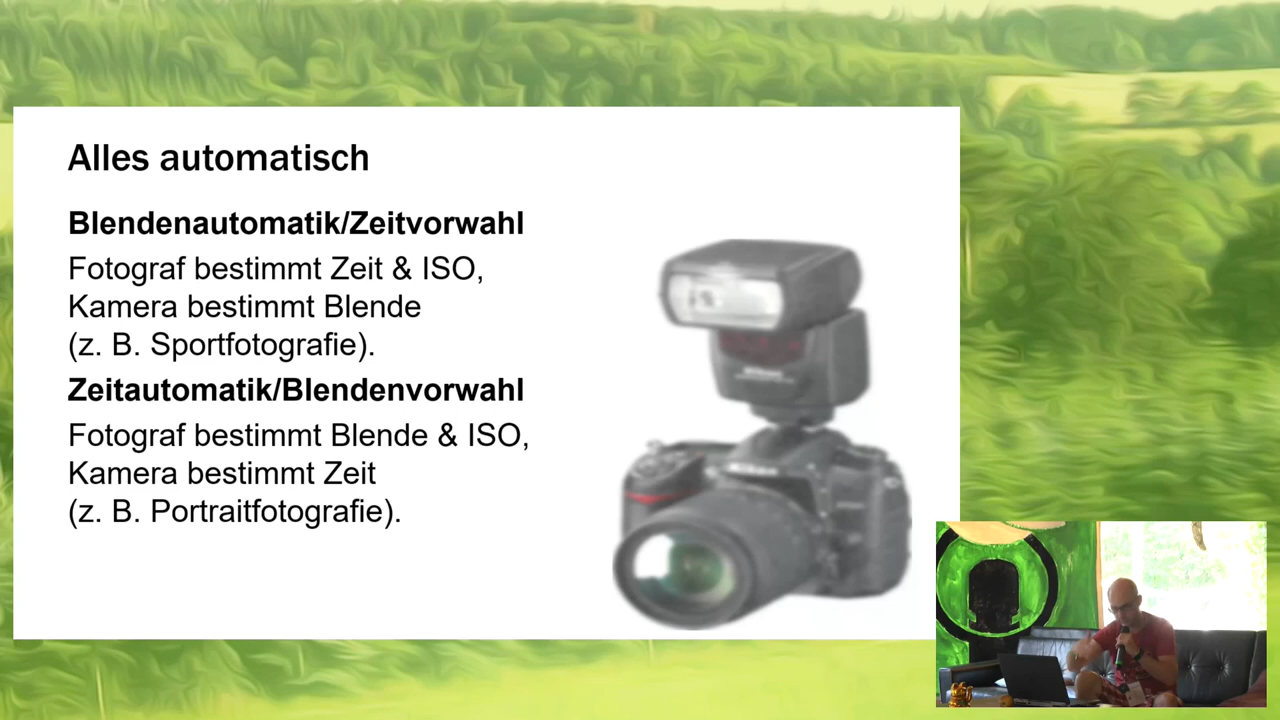 Alles automatisch
Blendenautomatik/Zeitvorwahl
Fotograf bestimmt Zeit & ISO,
Kamera bestimmt Blende
(z. B. Sportfotografie).
Zeitautomatik/Blendenvorwahl
Fotograf bestimmt Blende & ISO,
Kamera bestimmt Zeit
(z. B. Portraitfotografie).